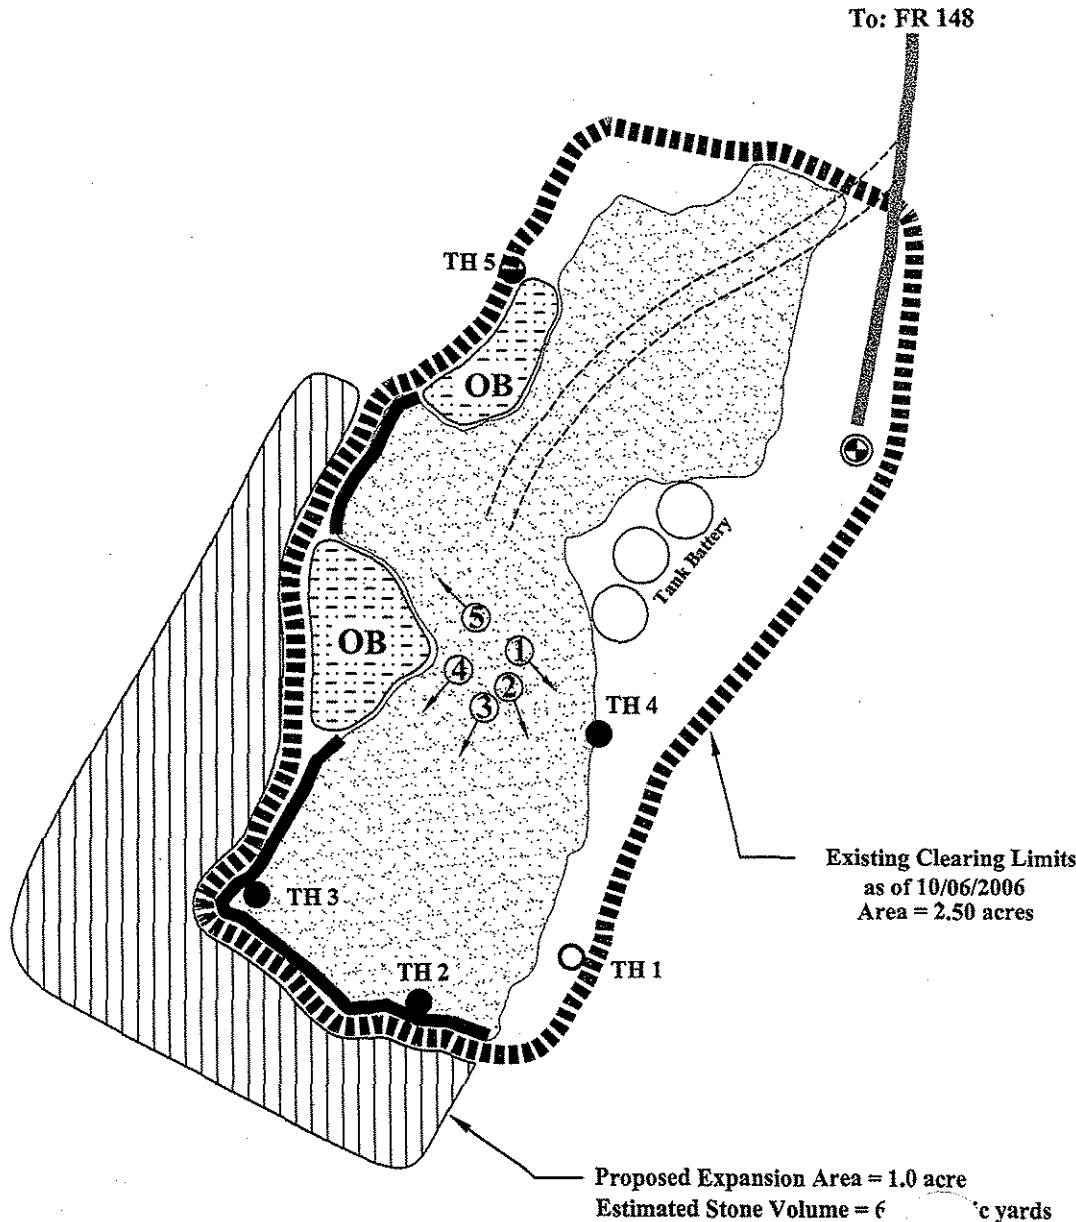 To: FR 148
TH 5
OB
OB
Tank Battery
5
1
4
2
3
TH 4
Existing Clearing Limits
as of 10/06/2006
Area = 2.50 acres
TH 3
TH 2
TH 1
Proposed Expansion Area = 1.0 acre
Estimated Stone Volume = yards